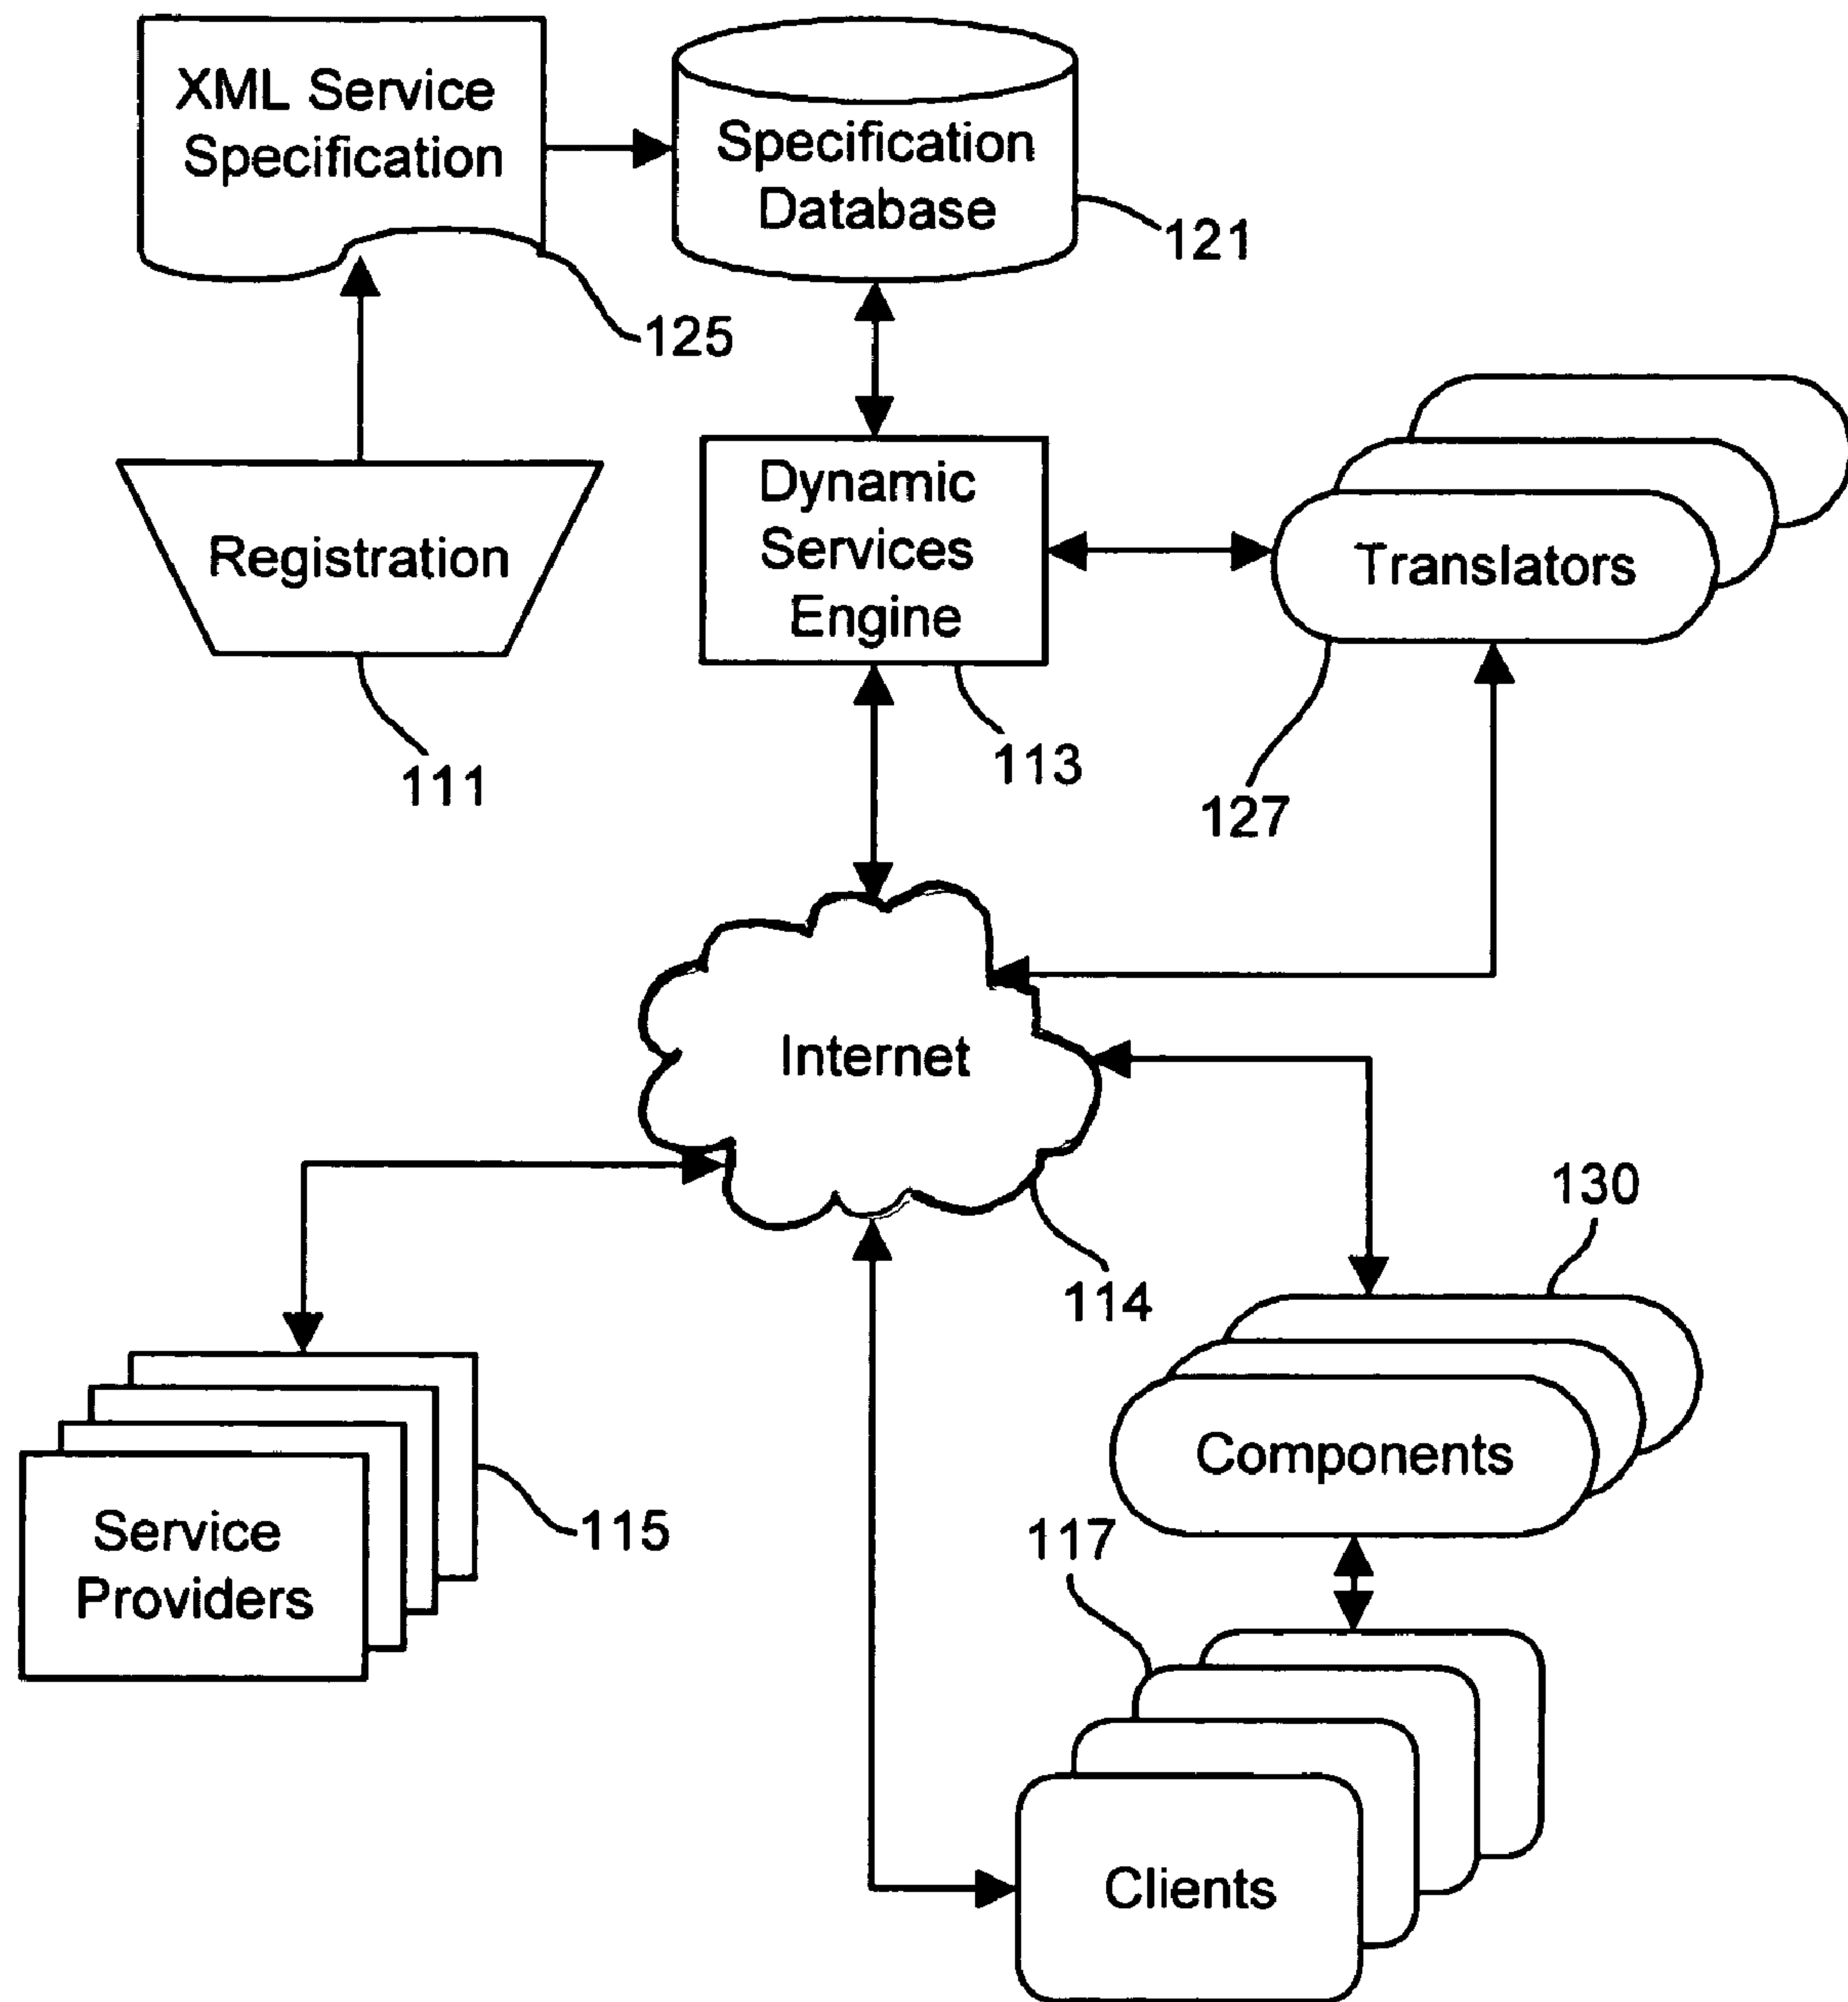 XML Service
Specification
Specification
Database
121
125
Dynamic
Services
Engine
Translators
Registration
111
113
127
Internet
114
130
Components
117
Service
Providers
115
Clients